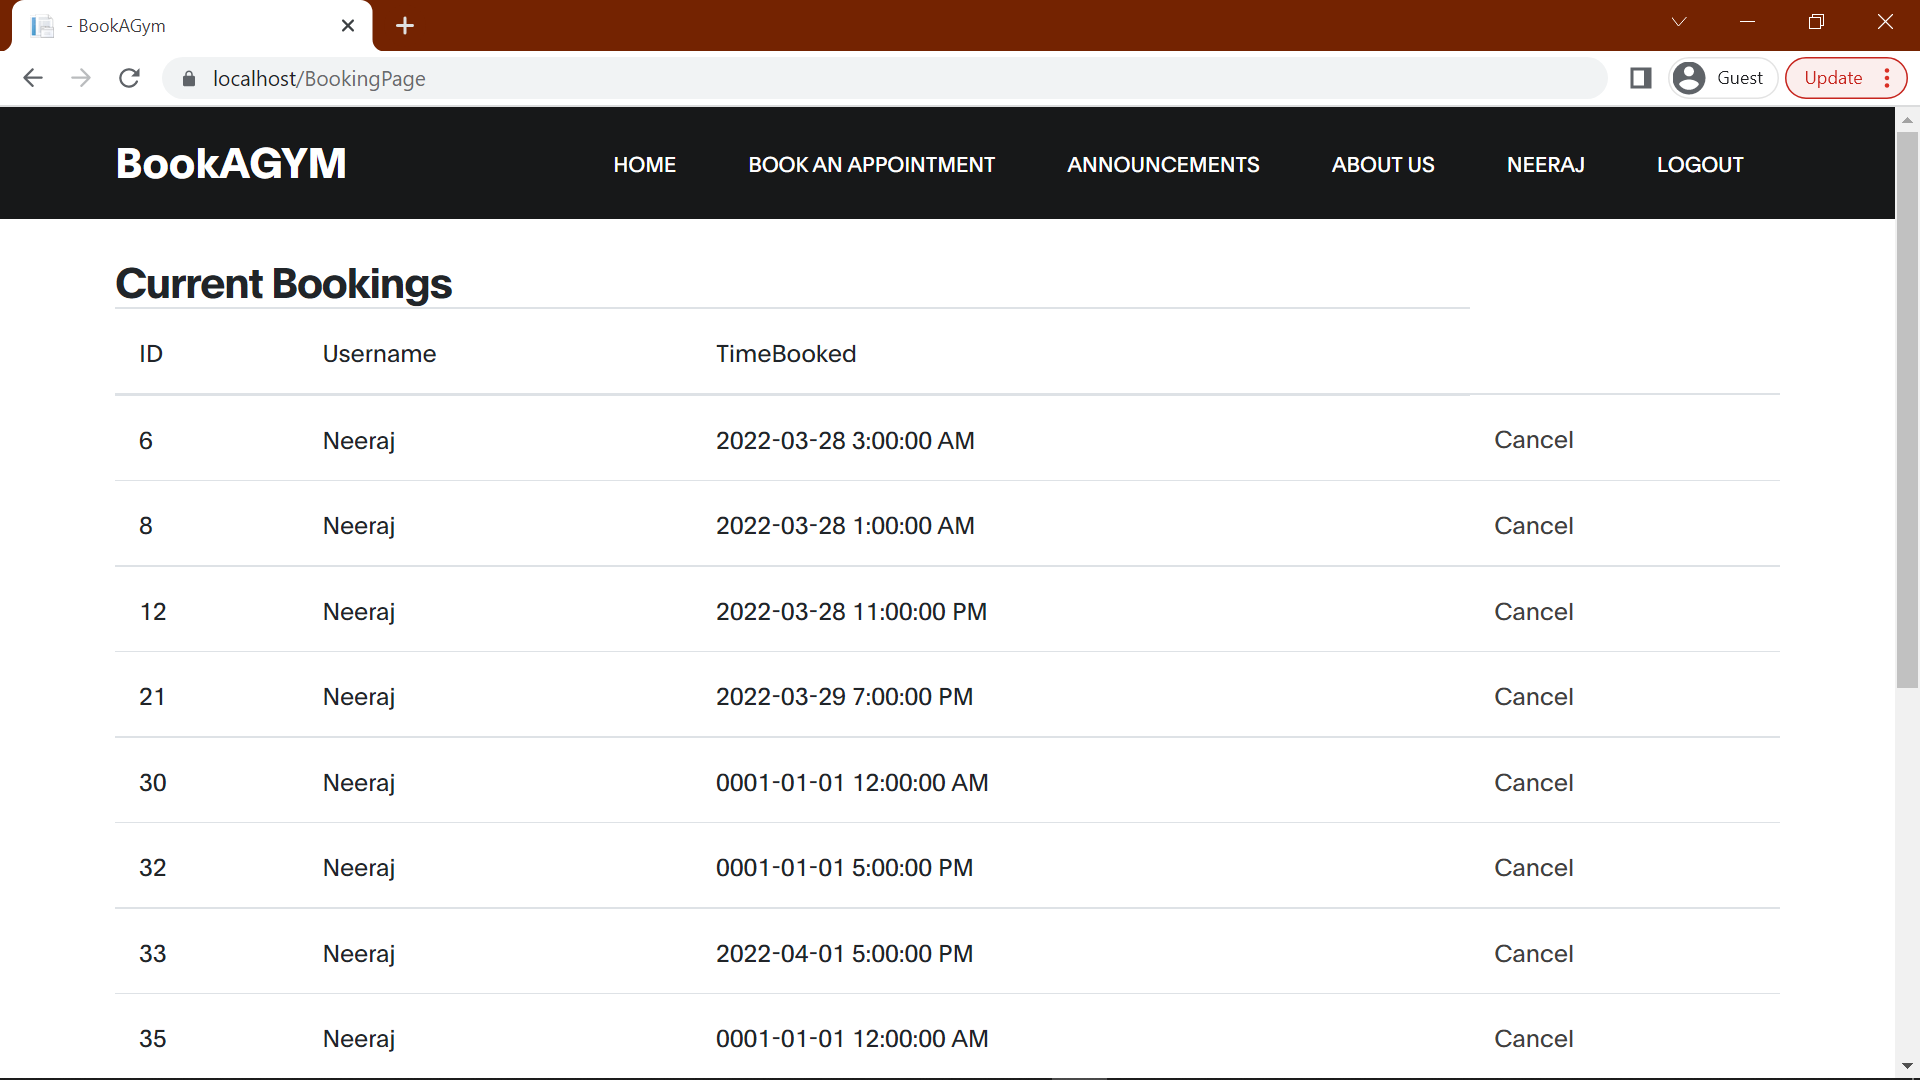 - BookAGym
localhost/BookingPage
Guest
Update
BookAGYM HOME BOOK AN APPOINTMENT ANNOUNCEMENTS ABOUT US NEERAJ LOGOUT
Current Bookings
ID Username TimeBooked
6 Neeraj 2022-03-28 3:00:00 AM Cancel
8 Neeraj 2022-03-28 1:00:00 AM Cancel
12 Neeraj 2022-03-28 11:00:00 PM Cancel
21 Neeraj 2022-03-29 7:00:00 PM Cancel
30 Neeraj 0001-01-01 12:00:00 AM Cancel
32 Neeraj 0001-01-01 5:00:00 PM Cancel
33 Neeraj 2022-04-01 5:00:00 PM Cancel
35 Neeraj 0001-01-01 12:00:00 AM Cancel